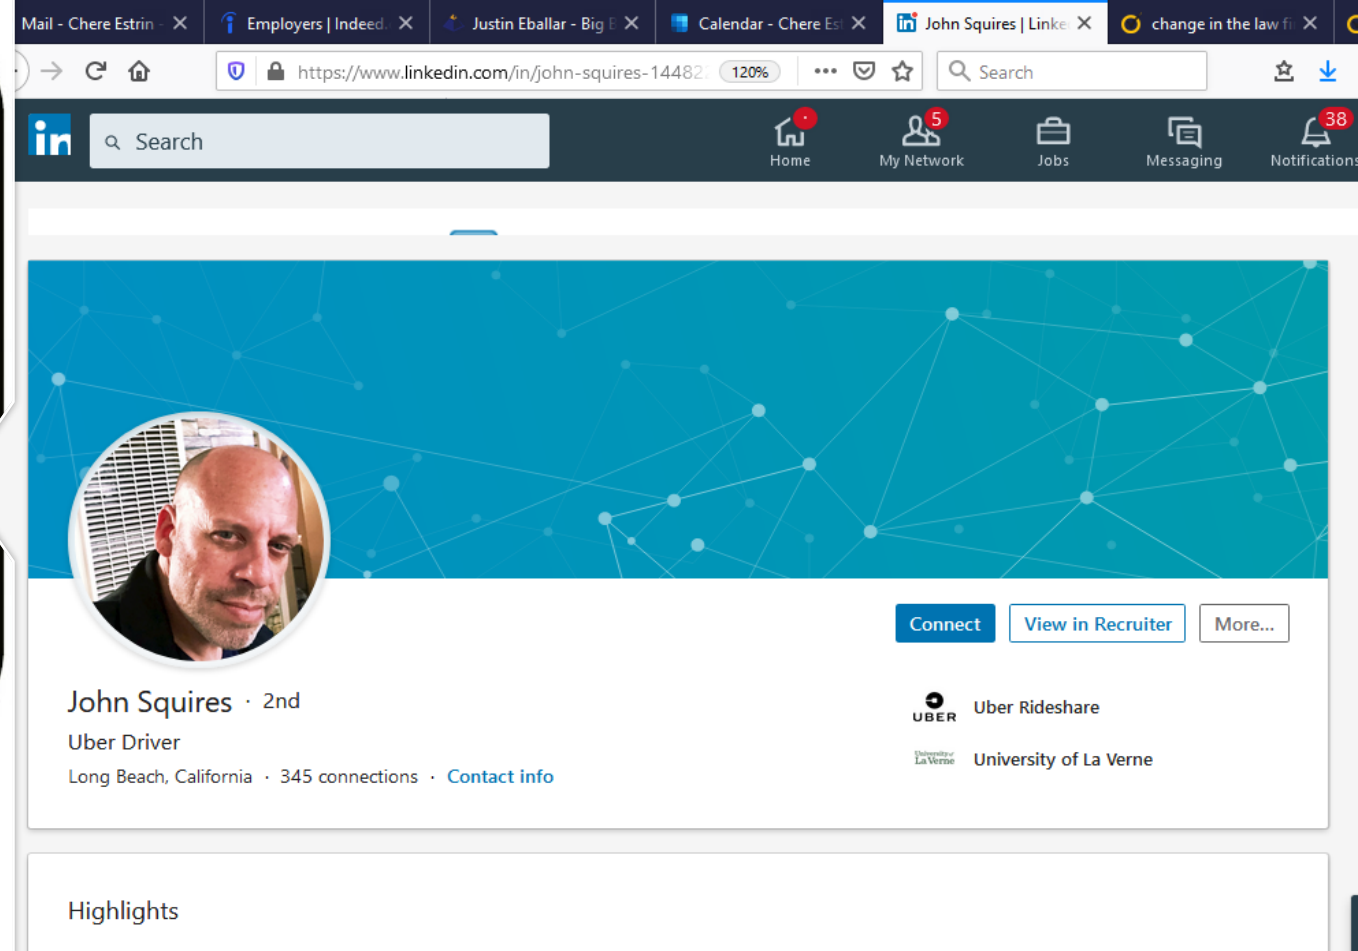 Mail - Chere Estrin -
Employers | Indeed.
Justin Eballar - Big
Calendar - Chere Es
John Squires | Linke
change in the law fi
https://www.linkedin.com/in/john-squires-14482
120%
Search
in
Search
Home
5
My Network
Jobs
Messaging
38
Notifications
Connect
View in Recruiter
More...
John Squires · 2nd
Uber Driver
Long Beach, California · 345 connections · Contact info
UBER
Uber Rideshare
University of
La Verne
University of La Verne
Highlights